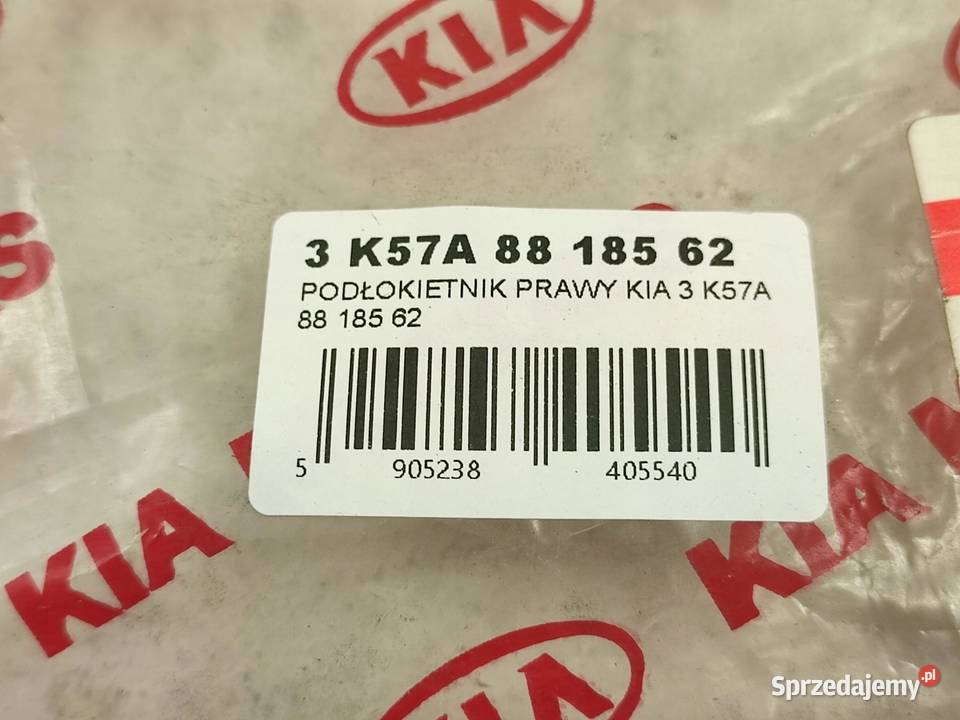 KIA
S
3 K57A 88 185 62
PODŁOKIETNIK PRAWY KIA 3 K57A
88 185 62
5 905238 405540
KIA
KIA
KIA
Sprzedajemy.pl